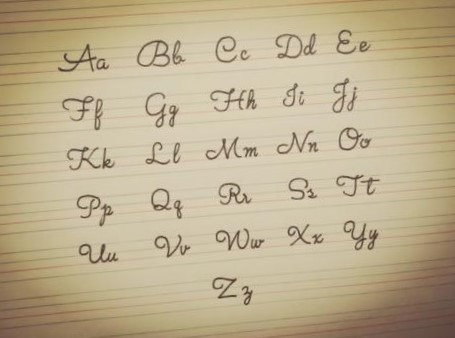 Aa Bb Cc Dd Ee
Ff Gg Hh Ii Jj
Kk Ll Mm Nn Oo
Pp Qq Rr Ss Tt
Uu Vv Ww Xx Yy
Zz